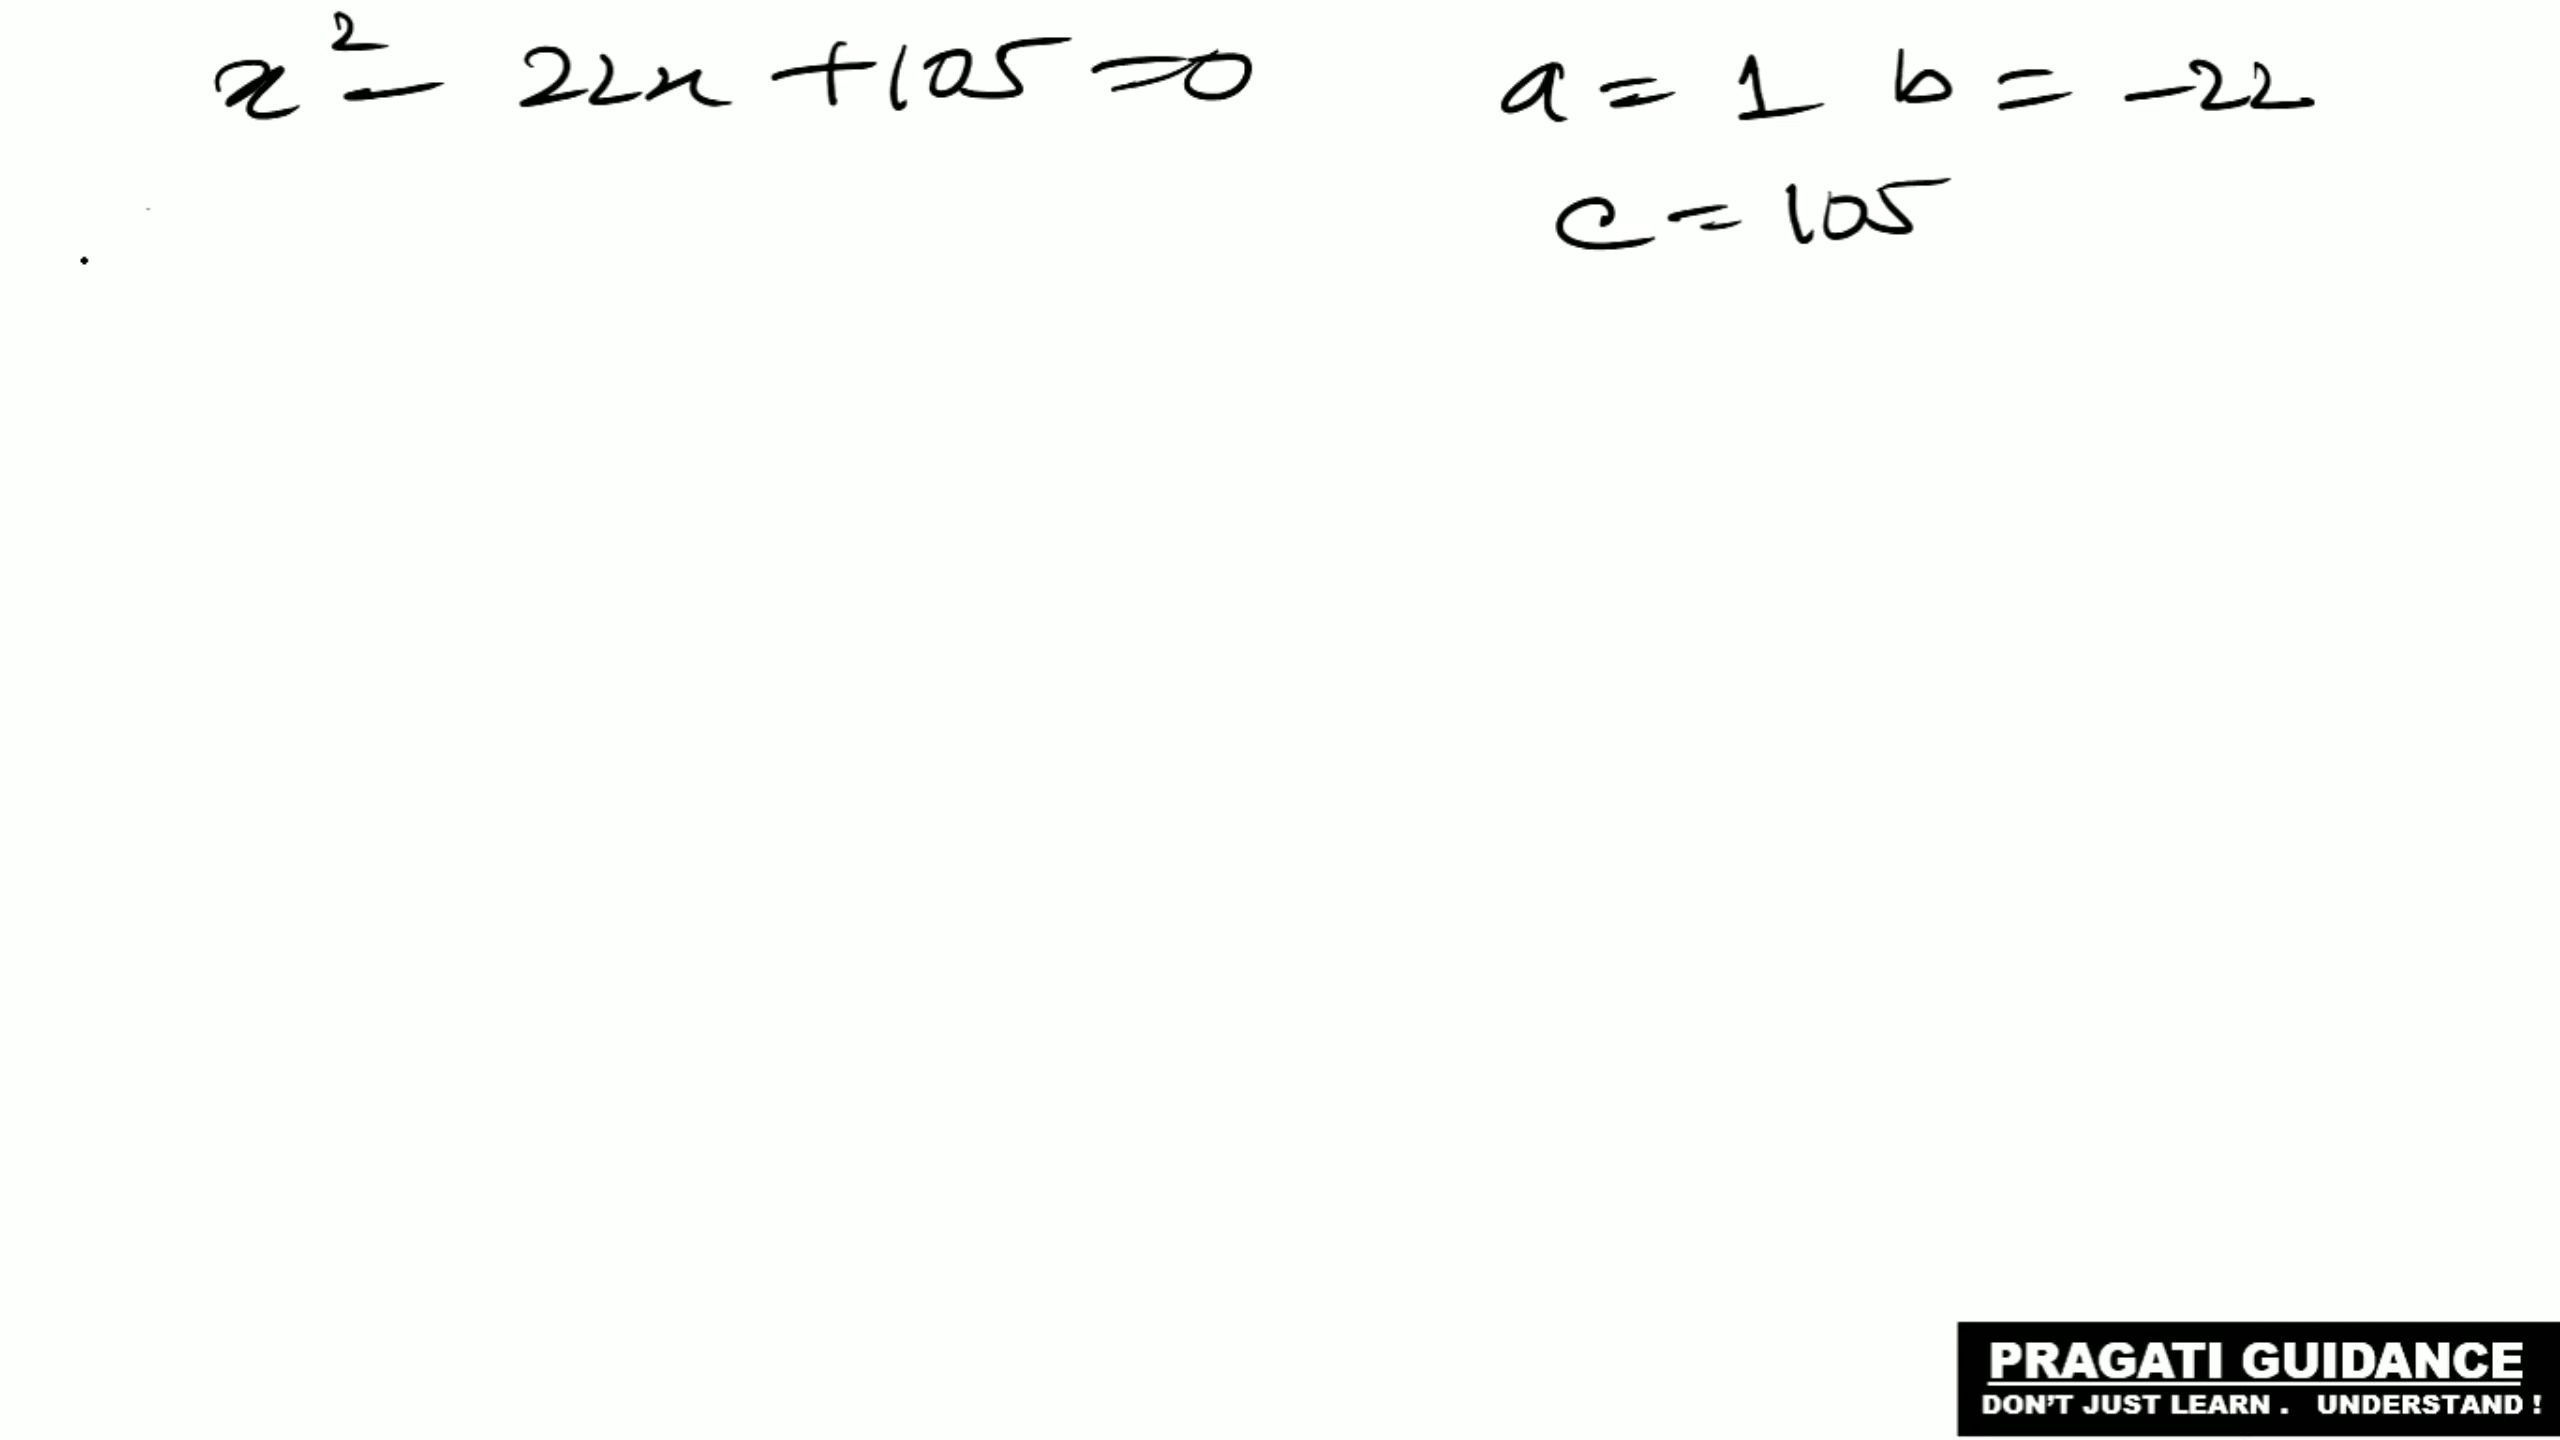 x² - 22x + 105 = 0
a = 1 b = -22
c = 105
PRAGATI GUIDANCE
DON'T JUST LEARN . UNDERSTAND !